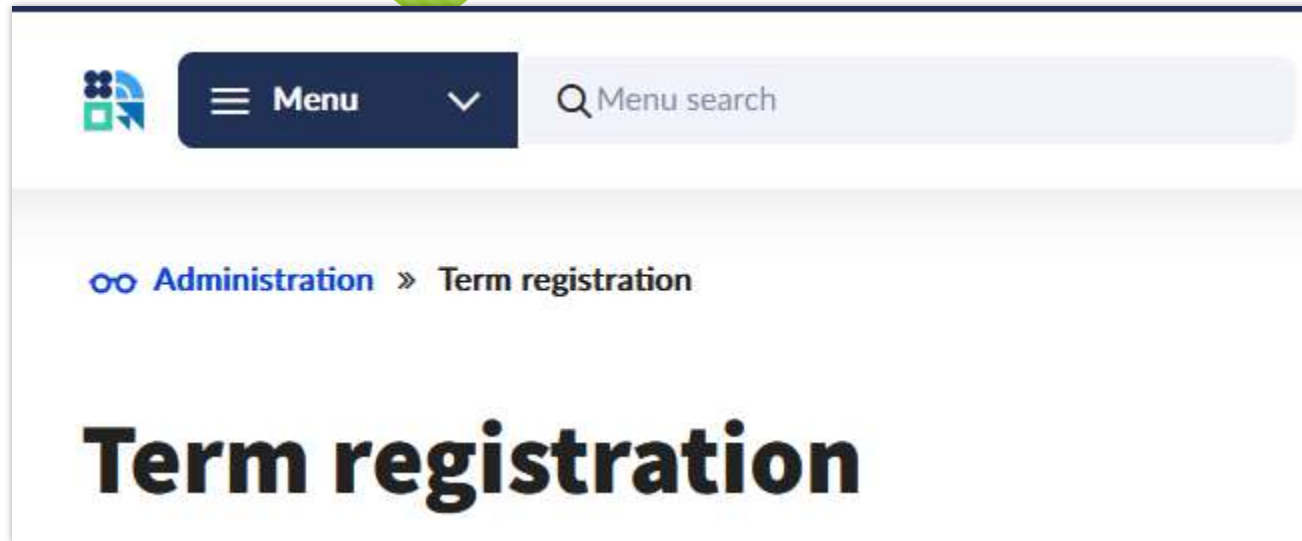 Menu
Menu search
Administration » Term registration
Term registration